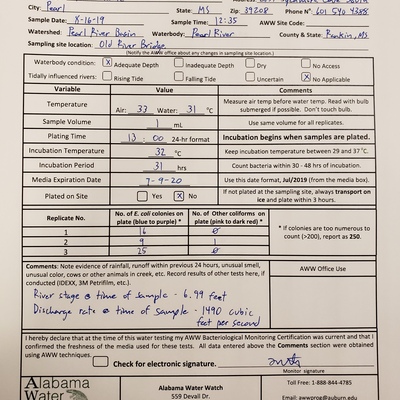 City: Pearl State: MS Zip: 39208 Phone N°: 601 540 4288
Sample Date: 8-16-19 Sample Time: 12:35 AWW Site Code:
Watershed: Pearl River Basin Waterbody: Pearl River County & State: Rankin, MS
Sampling site location: Old River Bridge
(Notify the AWW office about any changes in sampling site location.)
Waterbody condition: X Adequate Depth Inadequate Depth Dry No Access
Tidally influenced rivers: Rising Tide Falling Tide Uncertain X No Applicable
Variable Value Comments
Temperature Air: 33 Water: 31 °C Measure air temp before water temp. Read with bulb submerged if possible. Don't touch bulb.
Sample Volume 1 mL Use same volume for all replicates.
Plating Time 13:00 24-hr format Incubation begins when samples are plated.
Incubation Temperature 32 °C Keep incubation temperature between 29 and 37 °C.
Incubation Period 31 hrs Count bacteria within 30 - 48 hrs of incubation.
Media Expiration Date 7-9-20 Use this date format, Jul/2019 (from the media box).
Plated on Site Yes X No If not plated at the sampling site, always transport on ice and plate within 3 hours.
Replicate No. No. of E. coli colonies on plate (blue to purple) * No. of Other coliforms on plate (pink to dark red) *
1 16 0
2 9 1
3 25 0
* If colonies are too numerous to count (>200), report as 250.
Comments: Note evidence of rainfall, runoff within previous 24 hours, unusual smell,
unusual color, cows or other animals in creek, etc. Record results of other tests here, if
conducted (IDEXX, 3M Petrifilm, etc.).
AWW Office Use
River stage @ time of sample - 6.99 feet
Discharge rate @ time of sample - 1490 cubic
feet per second
I hereby declare that at the time of this water testing my AWW Bacteriological Monitoring Certification was current and that I
confirmed the freshness of the media used for these tests. All data entered above the Comments section were obtained
using AWW techniques.
Check for electronic signature.
Monitor signature
Alabama
Water
Alabama Water Watch
559 Devall Dr.
Toll Free: 1-888-844-4785
Email: awwprog@auburn.edu